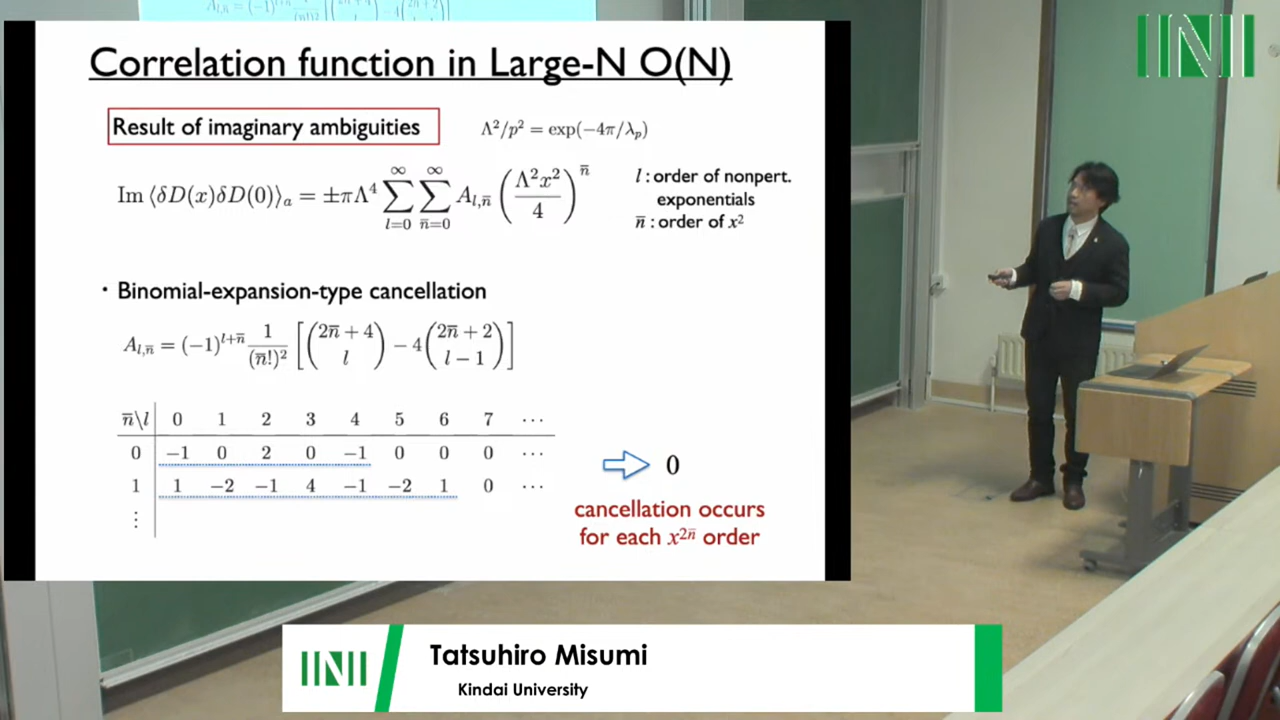 Correlation function in Large-N O(N)
Result of imaginary ambiguities
Λ²/p² = exp(−4π/λ_p)
Im ⟨δD(x)δD(0)⟩_a = ±πΛ⁴ ∑_{l=0}^{∞} ∑_{n̄=0}^{∞} A_{l,n̄} (Λ²x²/4)^{n̄}
l : order of nonpert.
exponentials
n̄ : order of x²
· Binomial-expansion-type cancellation
A_{l,n̄} = (−1)^{l+n̄} 1/(n̄!)² [(2n̄ + 4 l) − 4 (2n̄ + 2 l − 1)]
n̄\l 0 1 2 3 4 5 6 7 ⋯
0 −1 0 2 0 −1 0 0 0 ⋯
1 1 −2 −1 4 −1 −2 1 0 ⋯
⋮
⇨ 0
cancellation occurs
for each x^{2n̄} order
Tatsuhiro Misumi
Kindai University